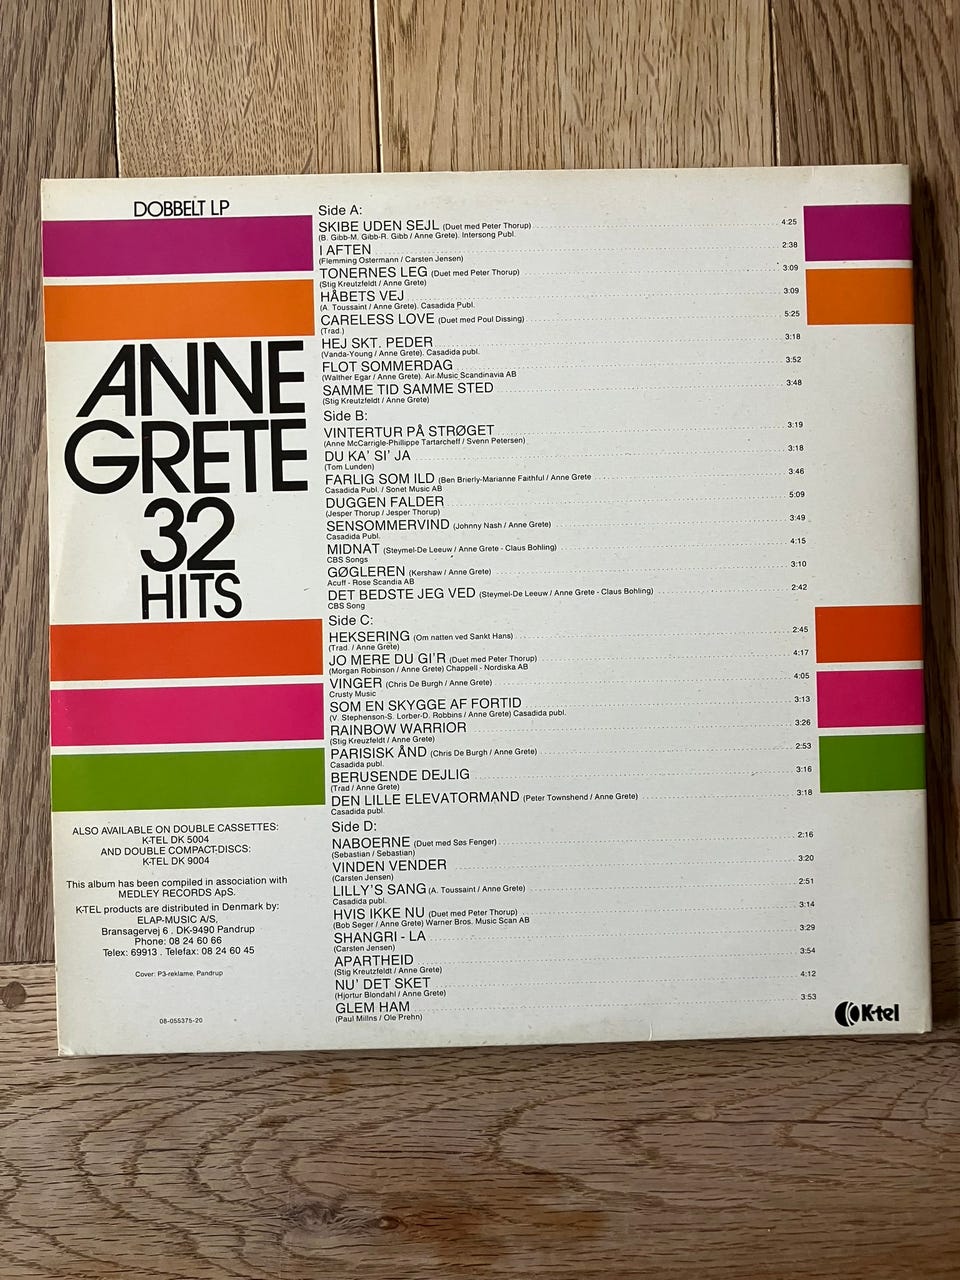 DOBBELT LP
ANNE
GRETE
32
HITS
ALSO AVAILABLE ON DOUBLE CASSETTES:
K-TEL DK 5004
AND DOUBLE COMPACT-DISCS:
K-TEL DK 9004
This album has been compiled in association with
MEDLEY RECORDS ApS.
K-TEL products are distributed in Denmark by:
ELAP-MUSIC A/S,
Bransagervej 6 . DK-9490 Pandrup
Phone: 08 24 60 66
Telex: 69913 . Telefax: 08 24 60 45
Cover: P3-reklame, Pandrup
08-055375-20
Side A:
SKIBE UDEN SEJL (Duet med Peter Thorup) 4:25
(B. Gibb-M. Gibb-R. Gibb / Anne Grete). Intersong Publ.
I AFTEN 2:38
(Flemming Ostermann / Carsten Jensen)
TONERNES LEG (Duet med Peter Thorup) 3:09
(Stig Kreutzfeldt / Anne Grete)
HÅBETS VEJ 3:09
(A. Toussaint / Anne Grete). Casadida Publ.
CARELESS LOVE (Duet med Poul Dissing) 5:25
(Trad.)
HEJ SKT. PEDER 3:18
(Vanda-Young / Anne Grete). Casadida publ.
FLOT SOMMERDAG 3:52
(Walther Egar / Anne Grete). Air Music Scandinavia AB
SAMME TID SAMME STED 3:48
(Stig Kreutzfeldt / Anne Grete)
Side B:
VINTERTUR PÅ STRØGET 3:19
(Anne McCarrigle-Phillippe Tartarcheff / Svenn Petersen)
DU KA' SI' JA 3:18
(Tom Lunden)
FARLIG SOM ILD (Ben Brierly-Marianne Faithful / Anne Grete 3:46
Casadida Publ. / Sonet Music AB
DUGGEN FALDER 5:09
(Jesper Thorup / Jesper Thorup)
SENSOMMERVIND (Johnny Nash / Anne Grete) 3:49
Casadida Publ.
MIDNAT (Steymel-De Leeuw / Anne Grete - Claus Bohling) 4:15
CBS Songs
GØGLEREN (Kershaw / Anne Grete) 3:10
Acuff - Rose Scandia AB
DET BEDSTE JEG VED (Steymel-De Leeuw / Anne Grete - Claus Bohling) 2:42
CBS Song
Side C:
HEKSERING (Om natten ved Sankt Hans) 2:45
(Trad. / Anne Grete)
JO MERE DU GI'R (Duet med Peter Thorup) 4:17
(Morgan Robinson / Anne Grete) Chappell - Nordiska AB
VINGER (Chris De Burgh / Anne Grete) 4:05
Crusty Music
SOM EN SKYGGE AF FORTID 3:13
(V. Stephenson-S. Lorber-D. Robbins / Anne Grete) Casadida publ.
RAINBOW WARRIOR 3:26
(Stig Kreuzfeldt / Anne Grete)
PARISISK ÅND (Chris De Burgh / Anne Grete) 2:53
Casadida publ.
BERUSENDE DEJLIG 3:16
(Trad / Anne Grete)
DEN LILLE ELEVATORMAND (Peter Townshend / Anne Grete) 3:18
Casadida publ.
Side D:
NABOERNE (Duet med Søs Fenger) 2:16
(Sebastian / Sebastian)
VINDEN VENDER 3:20
(Carsten Jensen)
LILLY'S SANG (A. Toussaint / Anne Grete) 2:51
Casadida publ.
HVIS IKKE NU (Duet med Peter Thorup) 3:14
(Bob Seger / Anne Grete) Warner Bros. Music Scan AB
SHANGRI - LA 3:29
(Carsten Jensen)
APARTHEID 3:54
(Stig Kreutzfeldt / Anne Grete)
NU' DET SKET 4:12
(Hjortur Blondahl / Anne Grete)
GLEM HAM 3:53
(Paul Millns / Ole Prehn)
K-tel